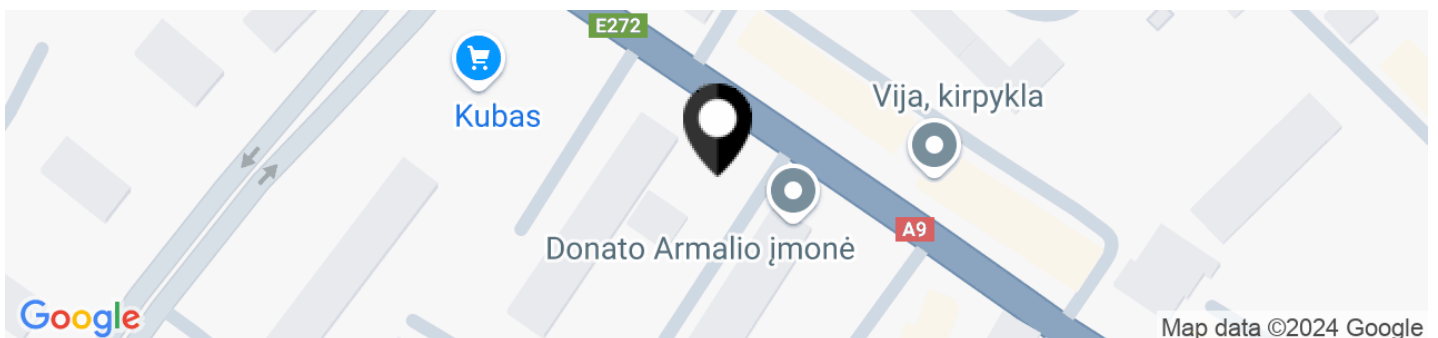 E272
Kubas
Vija, kirpykla
A9
Donato Armalio įmonė
Google
Map data ©2024 Google